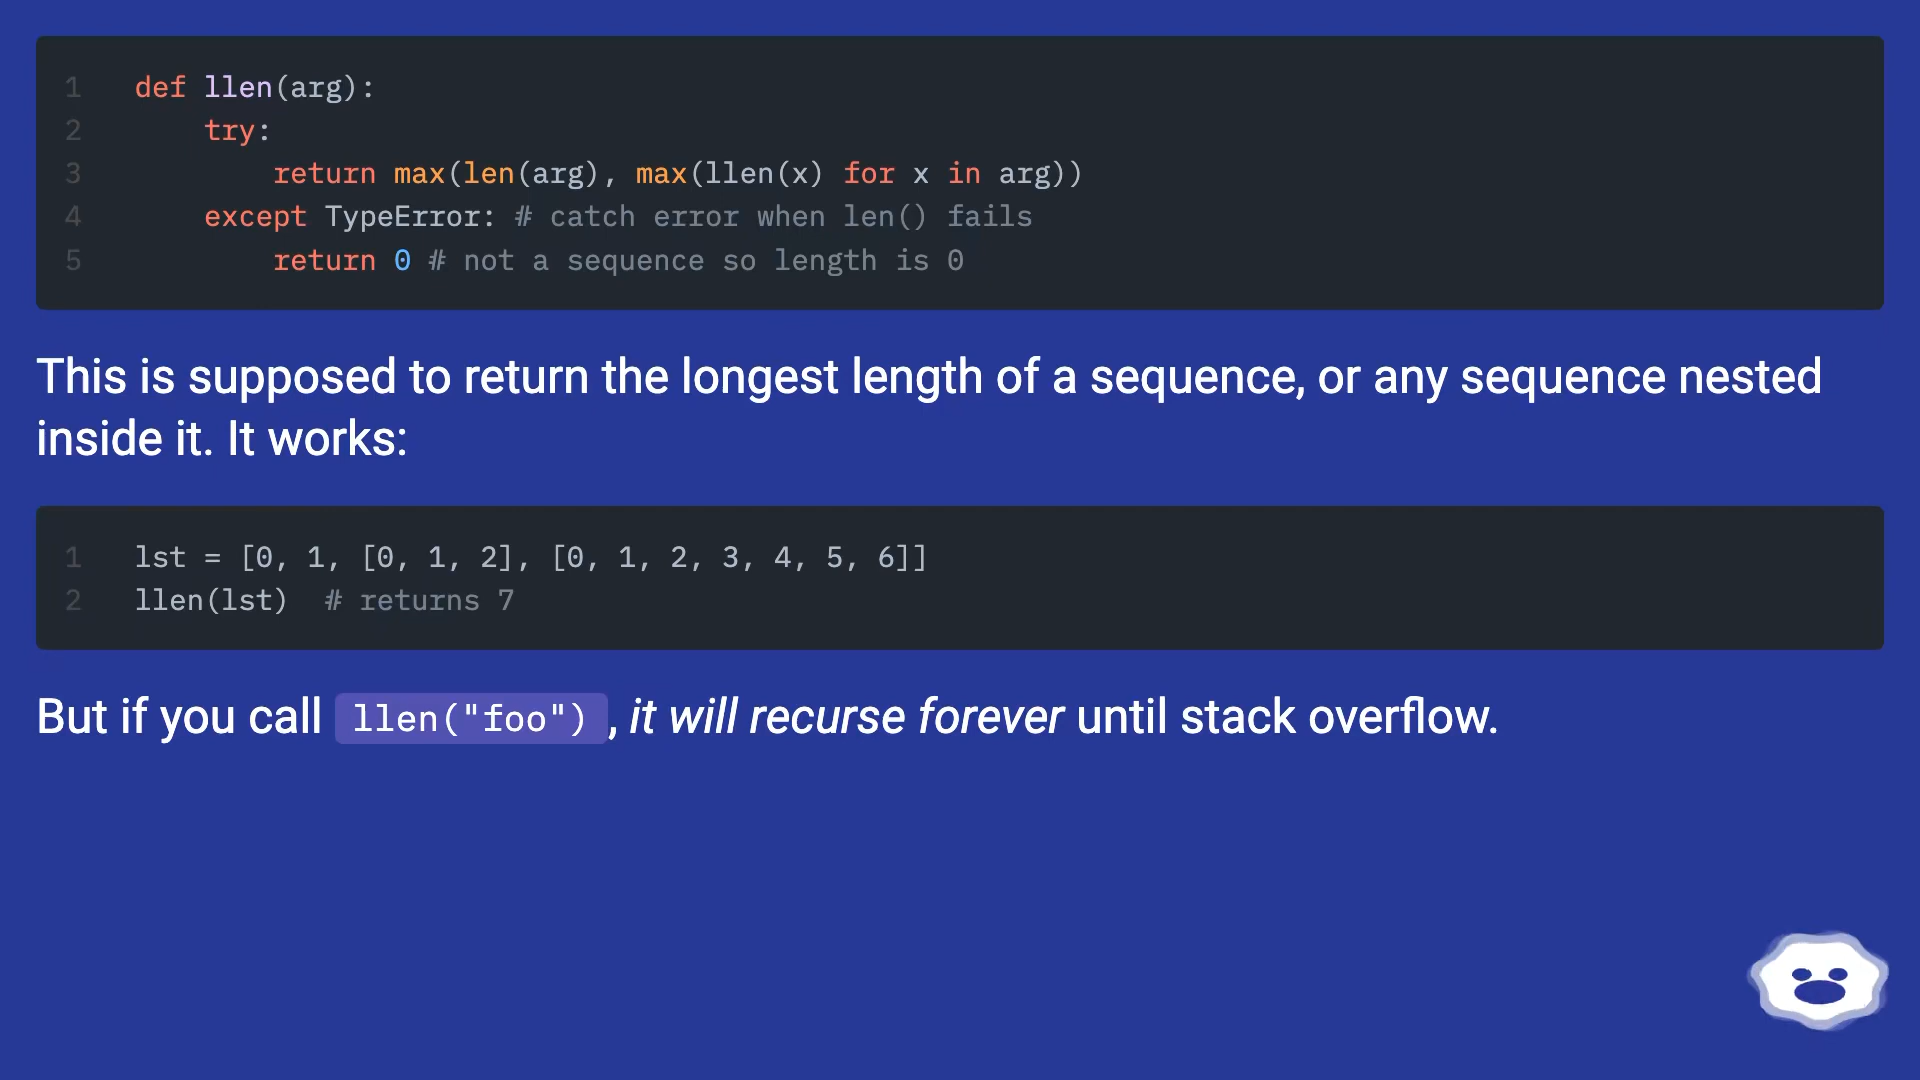 1 def llen(arg):
2 try:
3 return max(len(arg), max(llen(x) for x in arg))
4 except TypeError: # catch error when len() fails
5 return 0 # not a sequence so length is 0
This is supposed to return the longest length of a sequence, or any sequence nested
inside it. It works:
1 lst = [0, 1, [0, 1, 2], [0, 1, 2, 3, 4, 5, 6]]
2 llen(lst) # returns 7
But if you call llen("foo"), it will recurse forever until stack overflow.